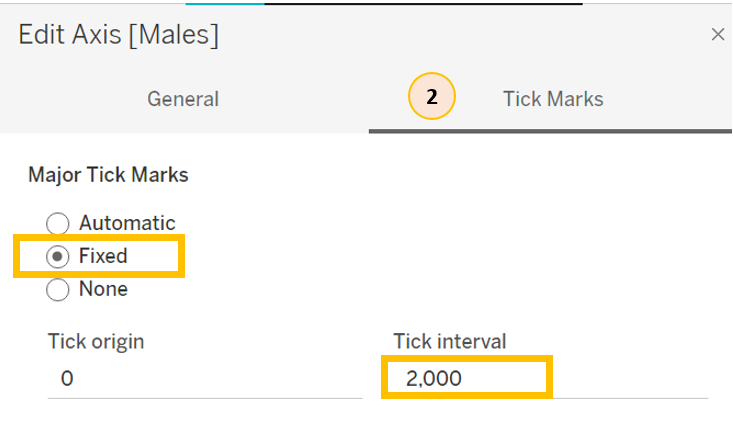 Edit Axis [Males] ×
General 2 Tick Marks
Major Tick Marks
Automatic
Fixed
None
Tick origin Tick interval
0 2,000